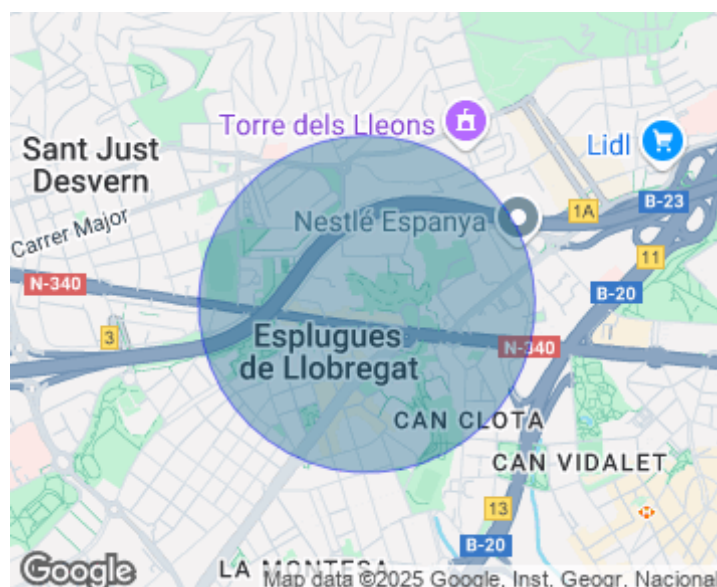 Torre dels Lleons
Lidl
Sant Just
Desvern
Carrer Major
Nestlé Espanya
1A
B-23
11
N-340
B-20
3
Esplugues
de Llobregat
N-340
CAN CLOTA
CAN VIDALET
13
B-20
LA MONTESA
Google
Map data ©2025 Google, Inst. Geogr. Nacional